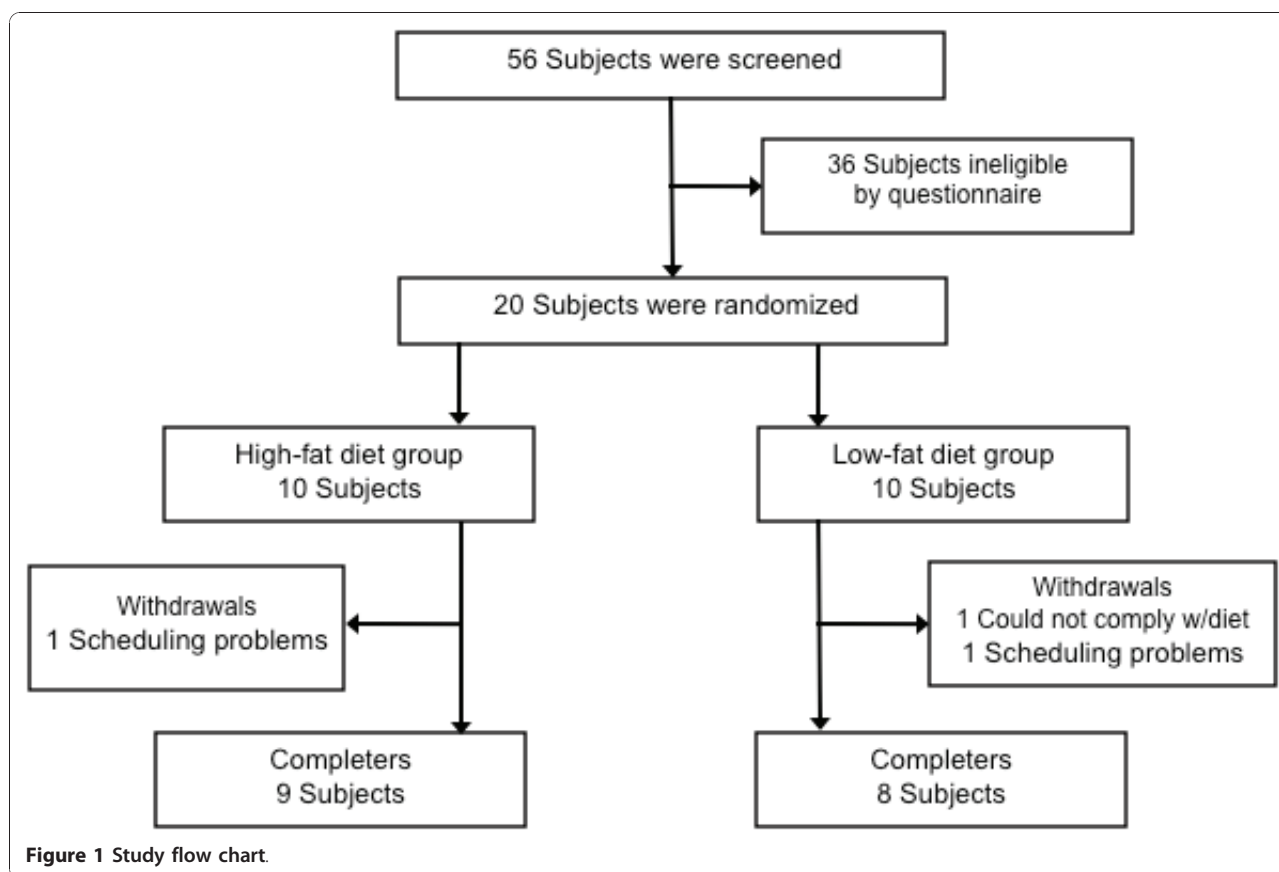 56 Subjects were screened
36 Subjects ineligible
by questionnaire
20 Subjects were randomized
High-fat diet group
10 Subjects
Low-fat diet group
10 Subjects
Withdrawals
1 Scheduling problems
Withdrawals
1 Could not comply w/diet
1 Scheduling problems
Completers
9 Subjects
Completers
8 Subjects
Figure 1 Study flow chart.